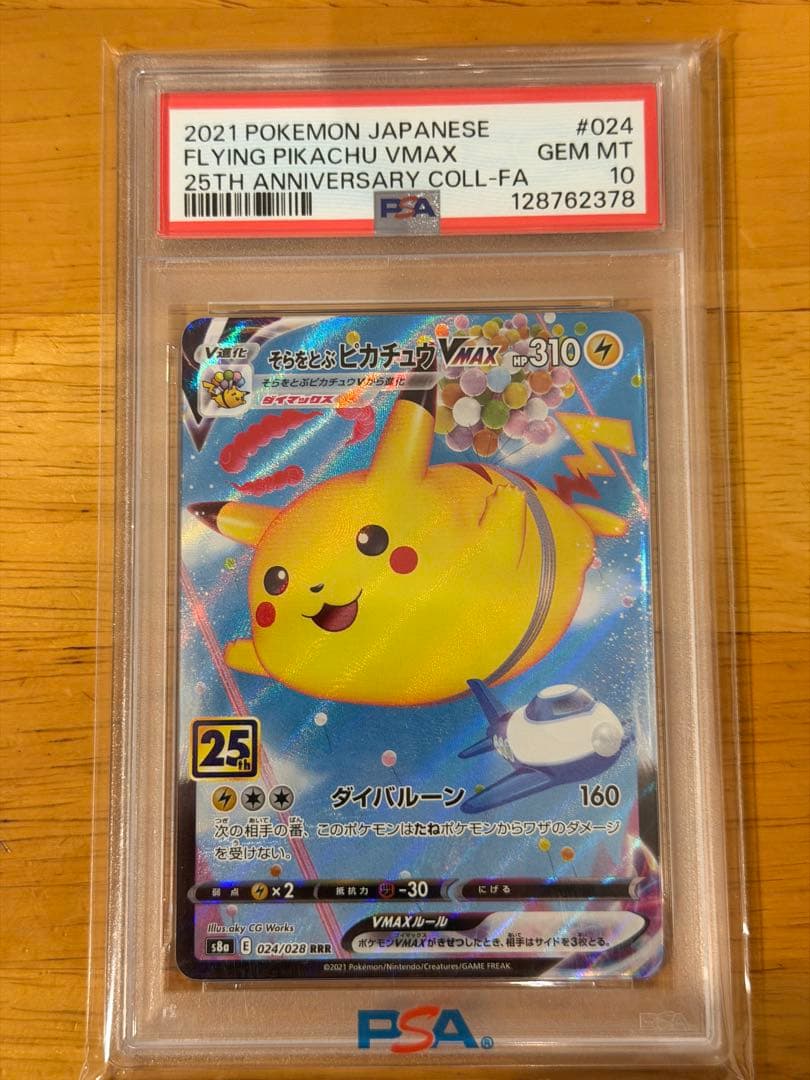 2021 POKEMON JAPANESE #024
FLYING PIKACHU VMAX GEM MT
25TH ANNIVERSARY COLL-FA 10
PSA 128762378
V進化 そらをとぶピカチュウVMAX HP310
そらをとぶピカチュウVから進化
ダイマックス
25th
ダイバルーン 160
次の相手の番、このポケモンはたねポケモンからワザのダメージ
を受けない。
弱点 ×2 抵抗力 -30 にげる
Illus.aky CG Works
VMAXルール
s8a E 024/028 RRR
ポケモンVMAXがきぜつしたとき、相手はサイドを3枚とる。
©2021 Pokémon/Nintendo/Creatures/GAME FREAK.
PSA